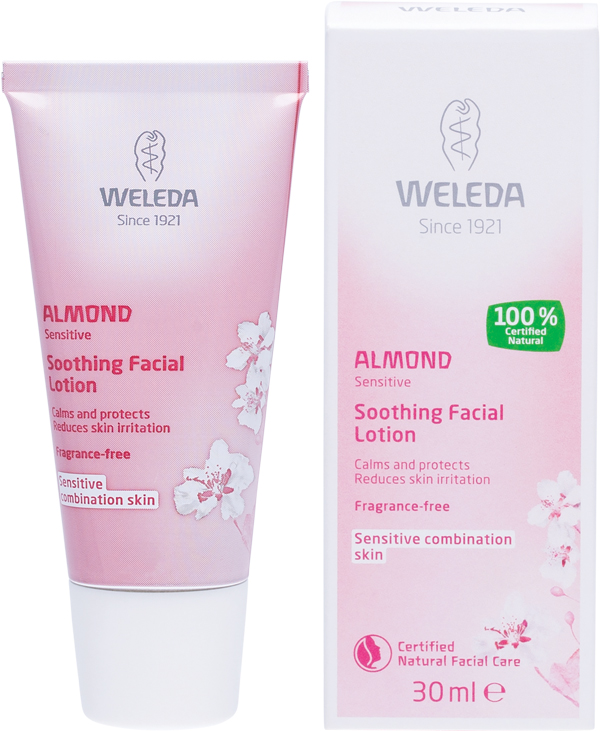 WELEDA
Since 1921
ALMOND
Sensitive
Soothing Facial
Lotion
Calms and protects
Reduces skin irritation
Fragrance-free
Sensitive
combination skin
WELEDA
WELEDA
Since 1921
100 %
Certified
Natural
ALMOND
Sensitive
Soothing Facial
Lotion
Calms and protects
Reduces skin irritation
Fragrance-free
Sensitive combination
skin
Certified
Natural Facial Care
30 ml ℮